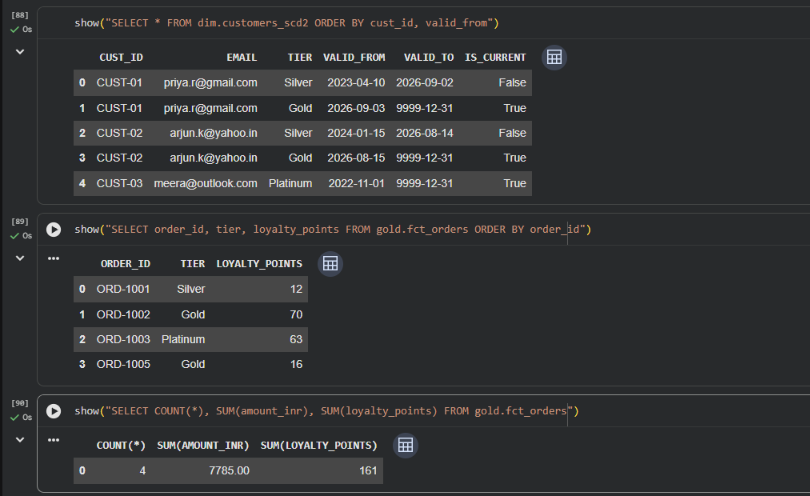 [88]
0s
show("SELECT * FROM dim.customers_scd2 ORDER BY cust_id, valid_from")
CUST_ID EMAIL TIER VALID_FROM VALID_TO IS_CURRENT
0 CUST-01 priya.r@gmail.com Silver 2023-04-10 2026-09-02 False
1 CUST-01 priya.r@gmail.com Gold 2026-09-03 9999-12-31 True
2 CUST-02 arjun.k@yahoo.in Silver 2024-01-15 2026-08-14 False
3 CUST-02 arjun.k@yahoo.in Gold 2026-08-15 9999-12-31 True
4 CUST-03 meera@outlook.com Platinum 2022-11-01 9999-12-31 True
[89]
0s
show("SELECT order_id, tier, loyalty_points FROM gold.fct_orders ORDER BY order_id")
ORDER_ID TIER LOYALTY_POINTS
0 ORD-1001 Silver 12
1 ORD-1002 Gold 70
2 ORD-1003 Platinum 63
3 ORD-1005 Gold 16
[90]
0s
show("SELECT COUNT(*), SUM(amount_inr), SUM(loyalty_points) FROM gold.fct_orders")
COUNT(*) SUM(AMOUNT_INR) SUM(LOYALTY_POINTS)
0 4 7785.00 161